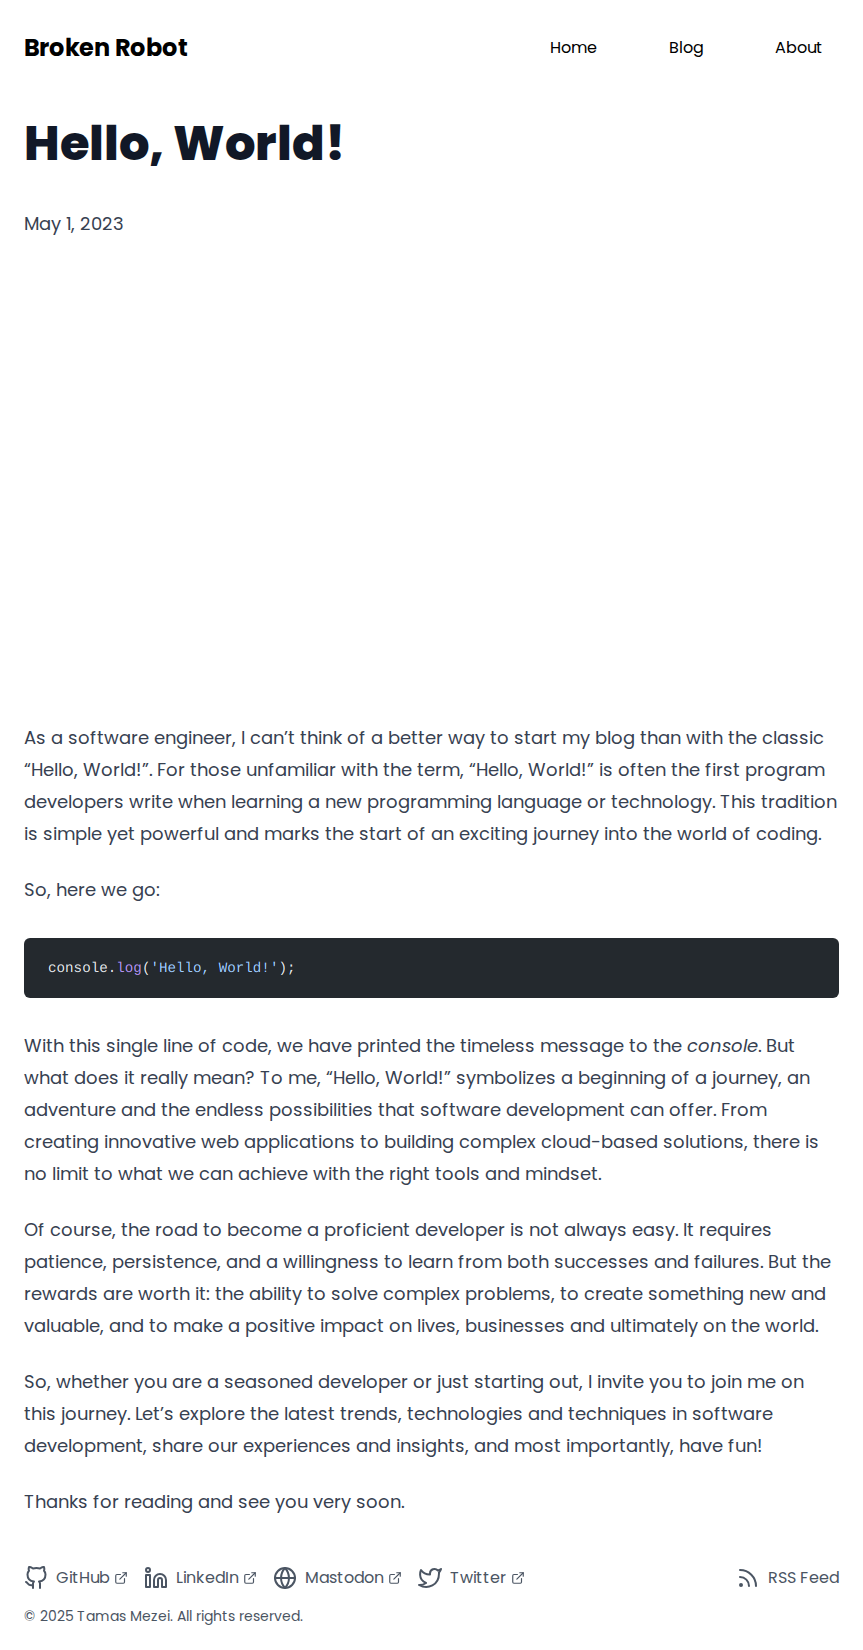 Broken Robot
Home
Blog
About
Hello, World!
May 1, 2023
As a software engineer, I can’t think of a better way to start my blog than with the classic
“Hello, World!”. For those unfamiliar with the term, “Hello, World!” is often the first program
developers write when learning a new programming language or technology. This tradition
is simple yet powerful and marks the start of an exciting journey into the world of coding.
So, here we go:
console.log('Hello, World!');
With this single line of code, we have printed the timeless message to the console. But
what does it really mean? To me, “Hello, World!” symbolizes a beginning of a journey, an
adventure and the endless possibilities that software development can offer. From
creating innovative web applications to building complex cloud-based solutions, there is
no limit to what we can achieve with the right tools and mindset.
Of course, the road to become a proficient developer is not always easy. It requires
patience, persistence, and a willingness to learn from both successes and failures. But the
rewards are worth it: the ability to solve complex problems, to create something new and
valuable, and to make a positive impact on lives, businesses and ultimately on the world.
So, whether you are a seasoned developer or just starting out, I invite you to join me on
this journey. Let’s explore the latest trends, technologies and techniques in software
development, share our experiences and insights, and most importantly, have fun!
Thanks for reading and see you very soon.
GitHub
LinkedIn
Mastodon
Twitter
RSS Feed
© 2025 Tamas Mezei. All rights reserved.